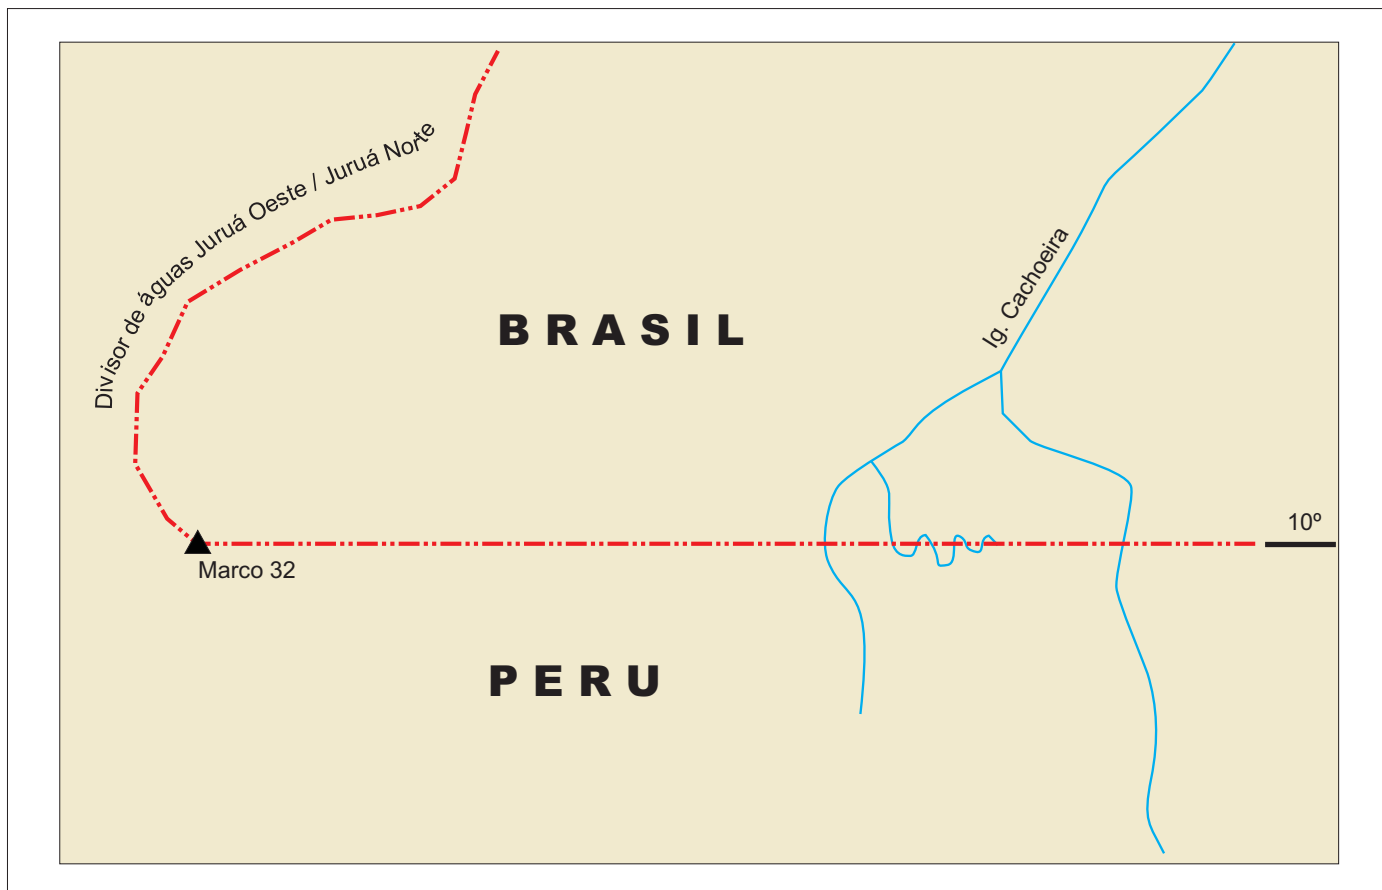 Divisor de águas Juruá Oeste / Juruá Norte
BRASIL
Ig. Cachoeira
10º
Marco 32
PERU